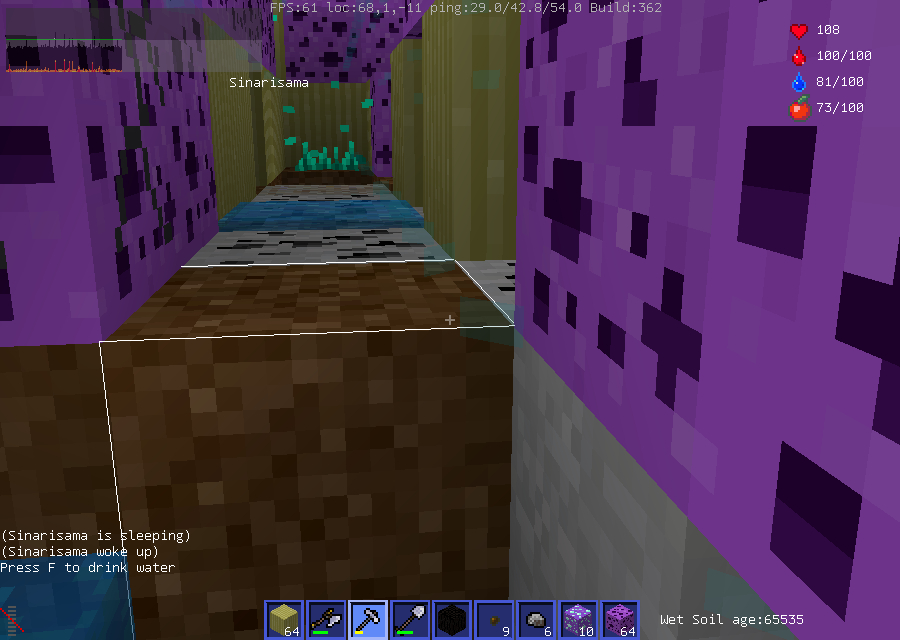 FPS:61 loc:68,1,-11 ping:29.0/42.8/54.0 Build:362
108
100/100
81/100
73/100
Sinarisama
(Sinarisama is sleeping)
(Sinarisama woke up)
Press F to drink water
64
9
6
10
64
Wet Soil age:65535